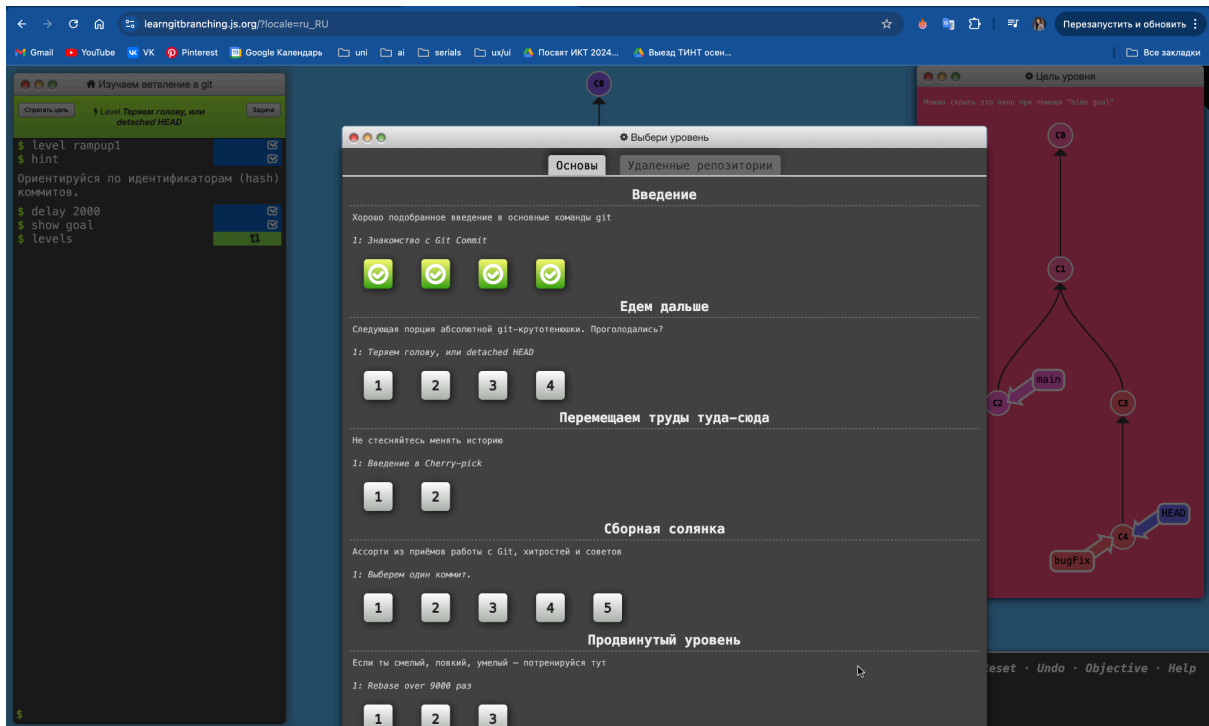 learngitbranching.js.org/?locale=ru_RU
Перезапустить и обновить
Gmail
YouTube
VK
Pinterest
Google Календарь
uni
ai
serials
ux/ui
Посвят ИКТ 2024...
Выезд ТИНТ осен...
Все закладки
Изучаем ветвление в git
Спрятать цель
Level Теряем голову, или
detached HEAD
Задача
$ level rampup1
$ hint
Ориентируйся по идентификаторам (hash)
коммитов.
$ delay 2000
$ show goal
$ levels
$
C0
Выбери уровень
Основы
Удаленные репозитории
Введение
Хорошо подобранное введение в основные команды git
1: Знакомство с Git Commit
Едем дальше
Следующая порция абсолютной git-крутотенюшки. Проголодались?
1: Теряем голову, или detached HEAD
1 2 3 4
Перемещаем труды туда-сюда
Не стесняйтесь менять историю
1: Введение в Cherry-pick
1 2
Сборная солянка
Ассорти из приёмов работы с Git, хитростей и советов
1: Выберем один коммит.
1 2 3 4 5
Продвинутый уровень
Если ты смелый, ловкий, умелый – потренируйся тут
1: Rebase over 9000 раз
1 2 3
Цель уровня
Можно скрыть это окно при помощи "hide goal"
C0
C1
main
C2
C3
HEAD
C4
bugFix
eset · Undo · Objective · Help